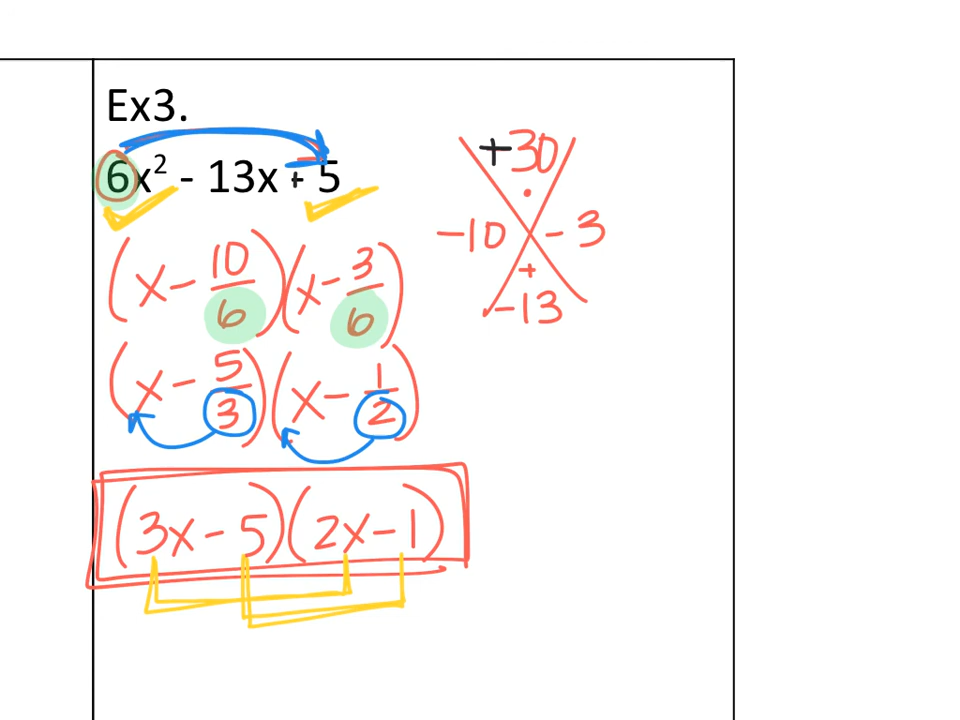 Ex3.
6x² - 13x + 5
(x - 10/6)(x - 3/6)
(x - 5/3)(x - 1/2)
(3x - 5)(2x - 1)
+30
·
-10 - 3
+
-13